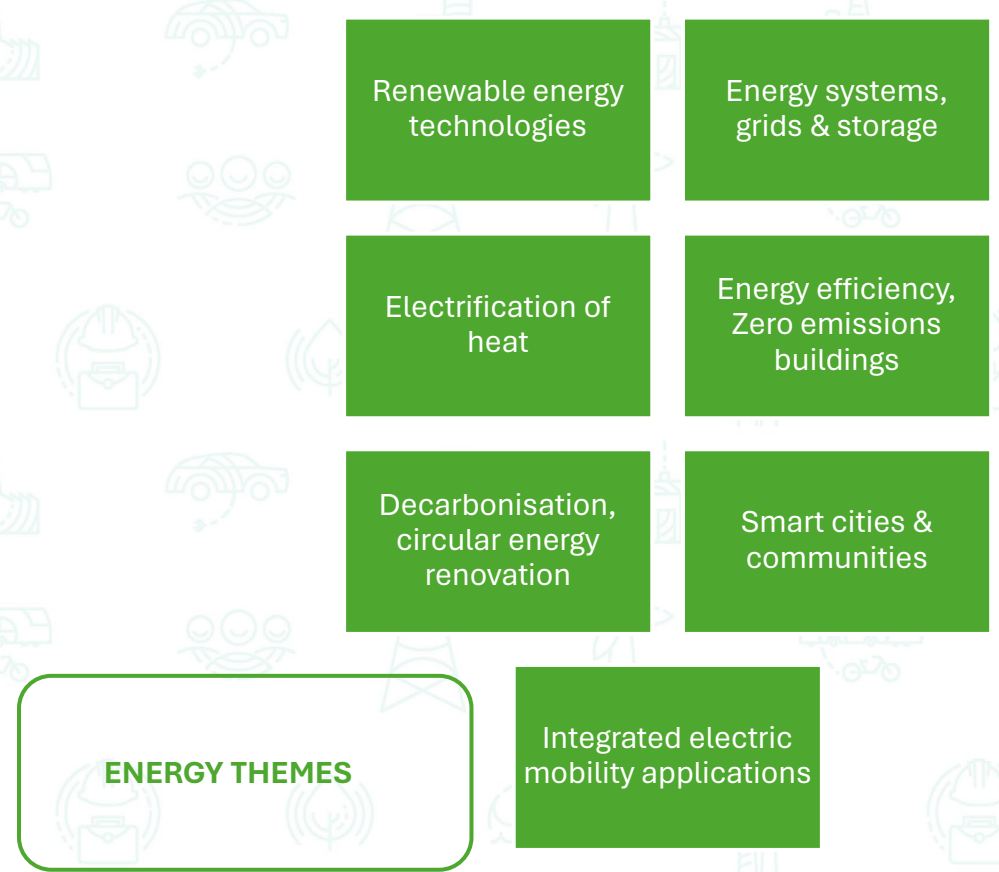 Renewable energy
technologies
Energy systems,
grids & storage
Electrification of
heat
Energy efficiency,
Zero emissions
buildings
Decarbonisation,
circular energy
renovation
Smart cities &
communities
ENERGY THEMES
Integrated electric
mobility applications